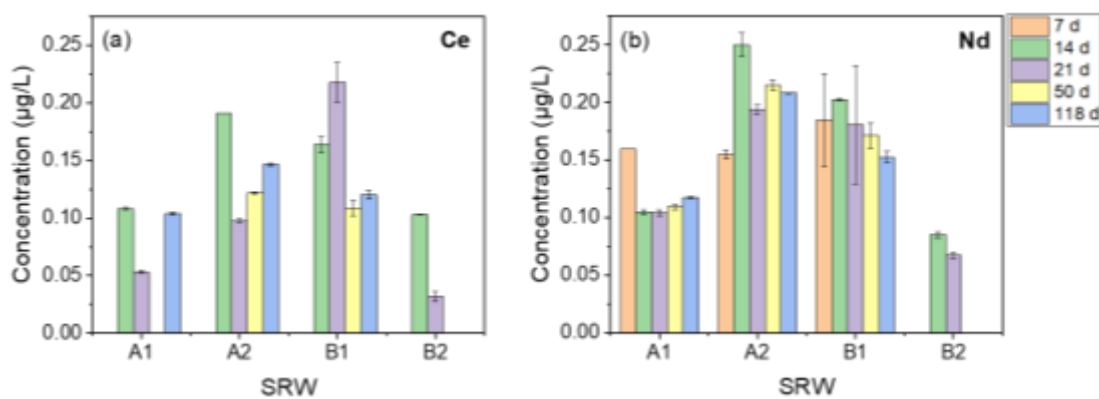 (a) Ce
Concentration (µg/L)
0.25
0.20
0.15
0.10
0.05
0.00
A1 A2 B1 B2
SRW
(b) Nd
Concentration (µg/L)
0.25
0.20
0.15
0.10
0.05
0.00
A1 A2 B1 B2
SRW
7 d
14 d
21 d
50 d
118 d